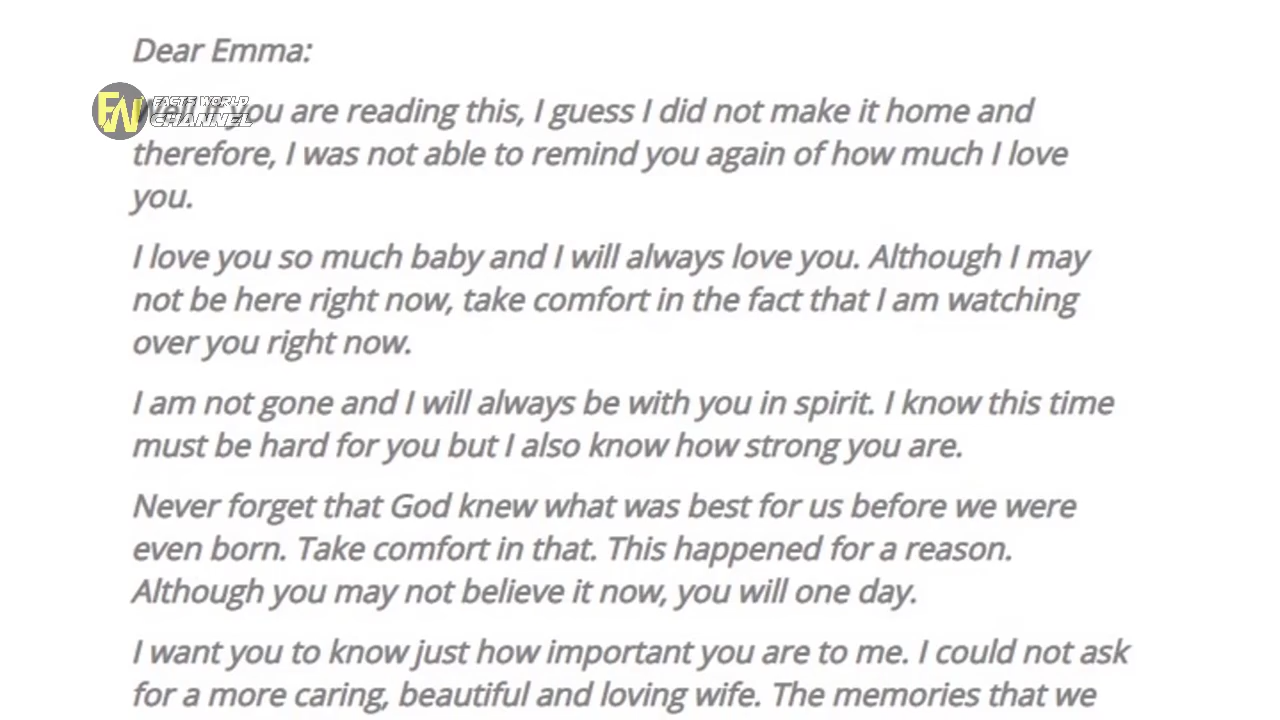 Dear Emma:
Well if you are reading this, I guess I did not make it home and
therefore, I was not able to remind you again of how much I love
you.
I love you so much baby and I will always love you. Although I may
not be here right now, take comfort in the fact that I am watching
over you right now.
I am not gone and I will always be with you in spirit. I know this time
must be hard for you but I also know how strong you are.
Never forget that God knew what was best for us before we were
even born. Take comfort in that. This happened for a reason.
Although you may not believe it now, you will one day.
I want you to know just how important you are to me. I could not ask
for a more caring, beautiful and loving wife. The memories that we
FW
FACTS WORLD
CHANNEL